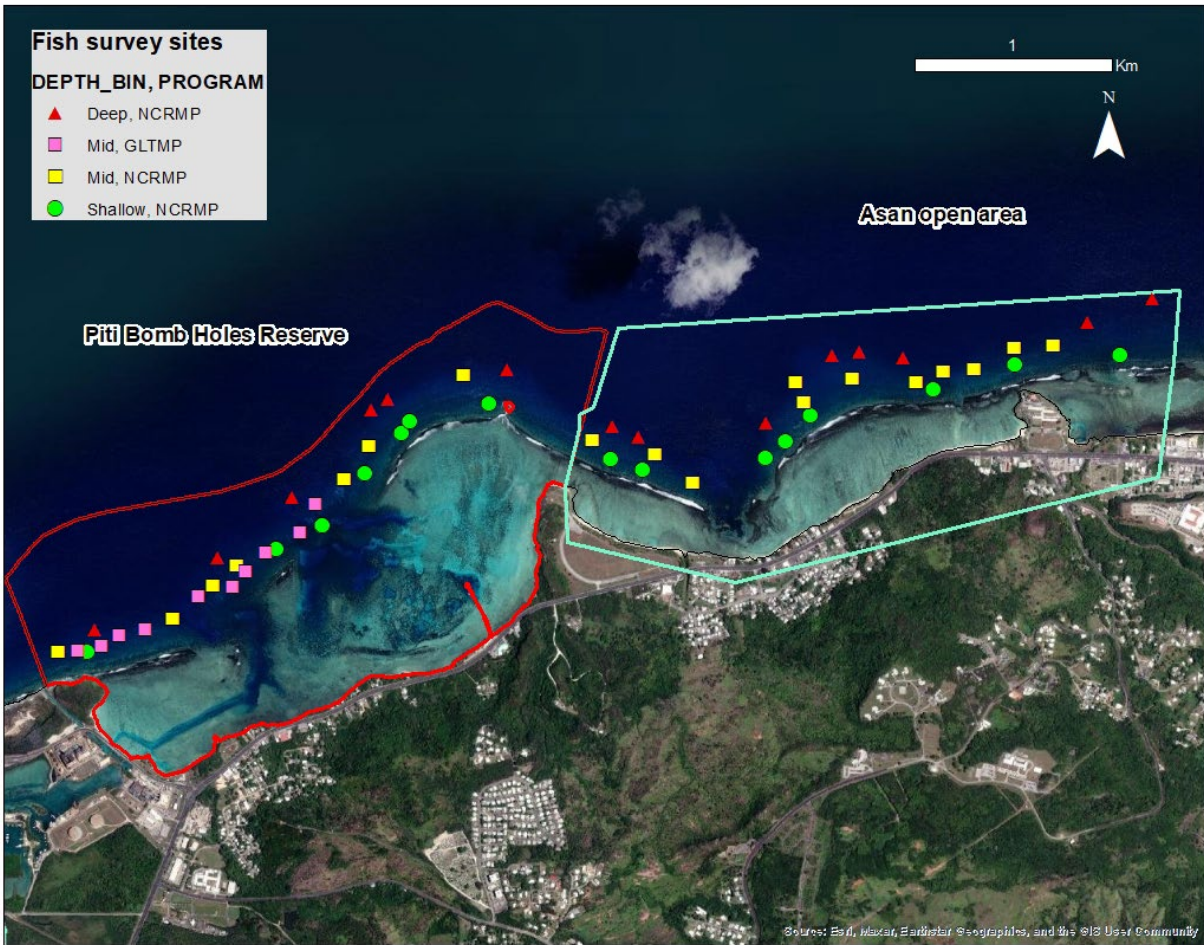 Fish survey sites
DEPTH_BIN, PROGRAM
Deep, NCRMP
Mid, GLTMP
Mid, NCRMP
Shallow, NCRMP
1
Km
N
Asan open area
Piti Bomb Holes Reserve
Source: Esri, Maxar, Earthstar Geographics, and the GIS User Community